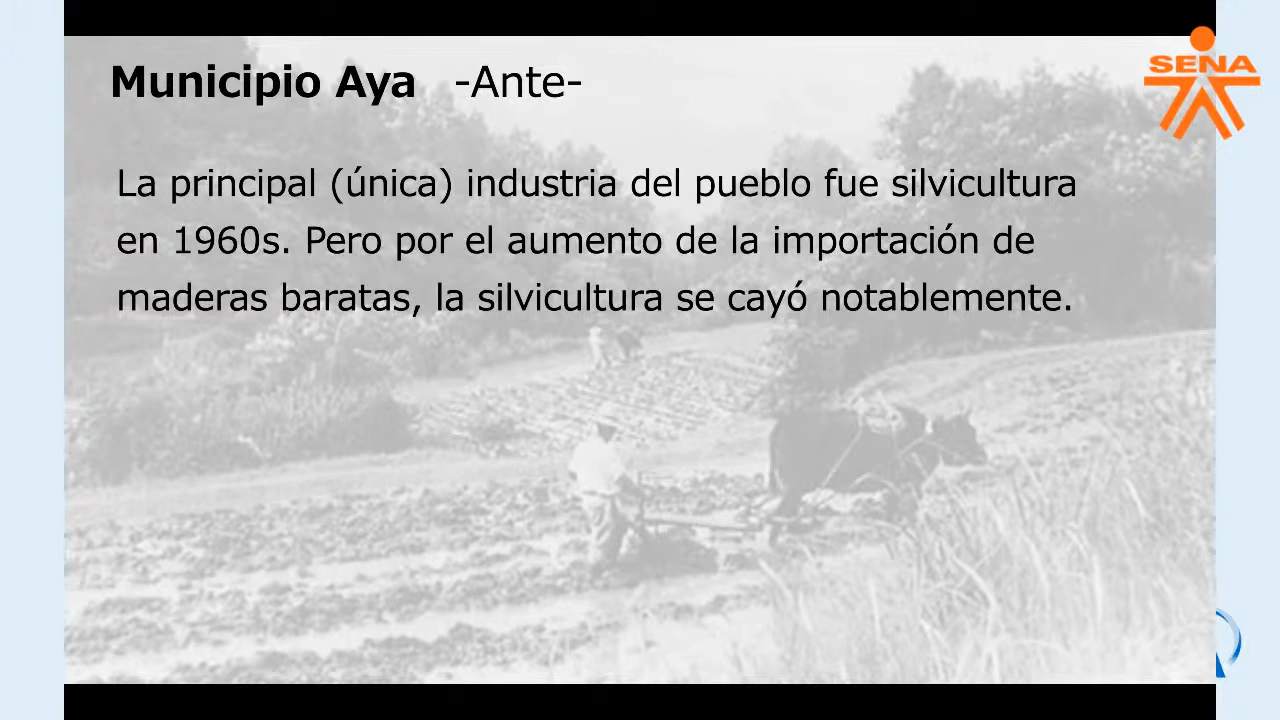 Municipio Aya -Ante-
SENA
La principal (única) industria del pueblo fue silvicultura
en 1960s. Pero por el aumento de la importación de
maderas baratas, la silvicultura se cayó notablemente.